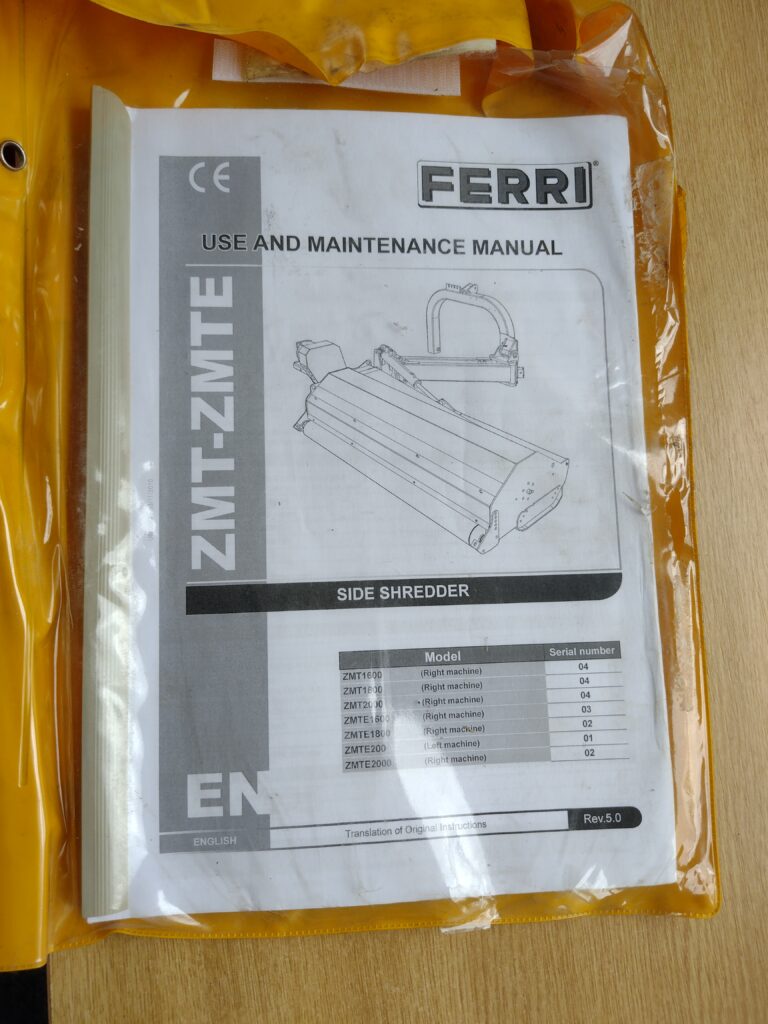 CE
FERRI®
USE AND MAINTENANCE MANUAL
ZMT-ZMTE
SIDE SHREDDER
Model Serial number
ZMT1600 (Right machine) 04
ZMT1800 (Right machine) 04
ZMT2000 (Right machine) 04
ZMTE1600 (Right machine) 03
ZMTE1800 (Right machine) 02
ZMTE200 (Left machine) 01
ZMTE2000 (Right machine) 02
EN
ENGLISH
Translation of Original Instructions
Rev.5.0